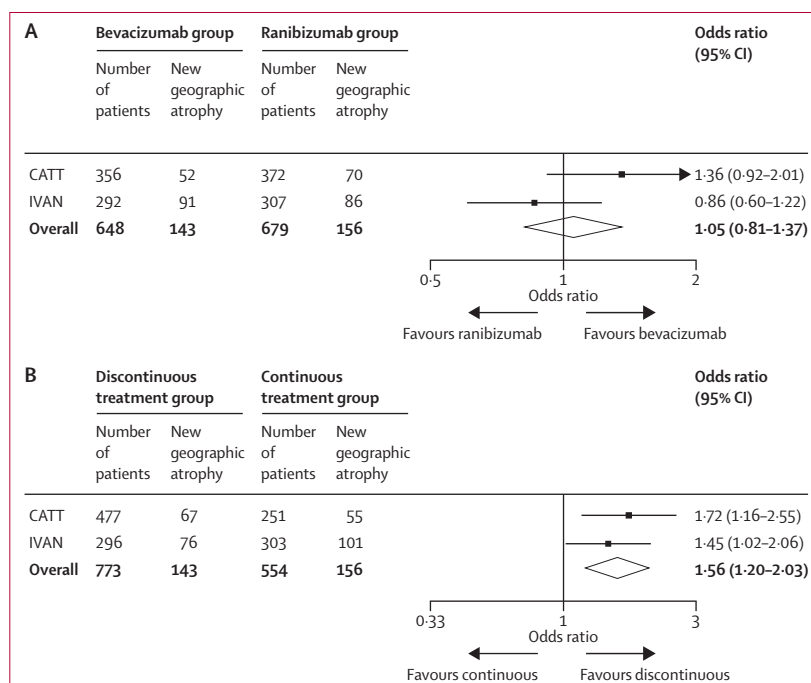 A Bevacizumab group Ranibizumab group Odds ratio
(95% CI)
Number New Number New
of geographic of geographic
patients atrophy patients atrophy
CATT 356 52 372 70 1·36 (0·92–2·01)
IVAN 292 91 307 86 0·86 (0·60–1·22)
Overall 648 143 679 156 1·05 (0·81–1·37)
0·5 1 2
Odds ratio
Favours ranibizumab Favours bevacizumab
B Discontinuous Continuous Odds ratio
treatment group treatment group (95% CI)
Number New Number New
of geographic of geographic
patients atrophy patients atrophy
CATT 477 67 251 55 1·72 (1·16–2·55)
IVAN 296 76 303 101 1·45 (1·02–2·06)
Overall 773 143 554 156 1·56 (1·20–2·03)
0·33 1 3
Odds ratio
Favours continuous Favours discontinuous